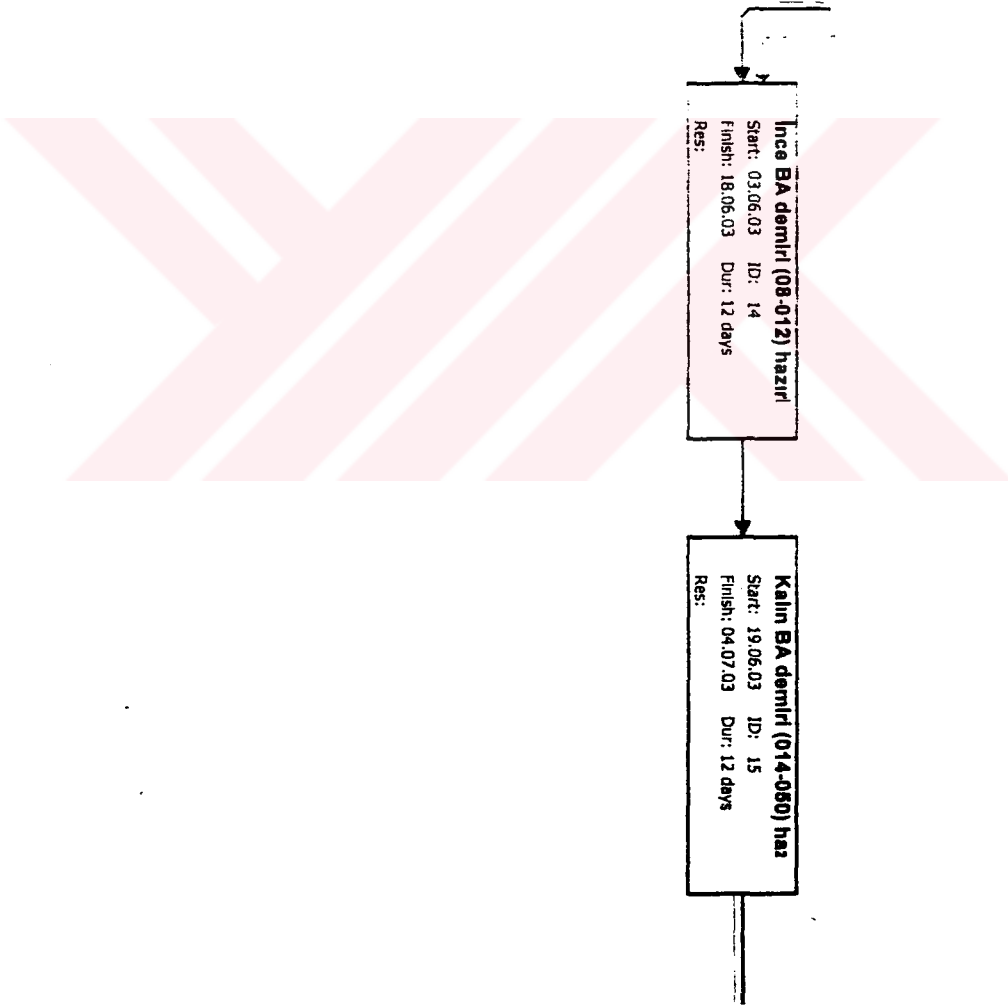 İnce BA demiri (08-012) hazırl
Start: 03.06.03 ID: 14
Finish: 18.06.03 Dur: 12 days
Res:
Kalın BA demiri (014-050) haz
Start: 19.06.03 ID: 15
Finish: 04.07.03 Dur: 12 days
Res: